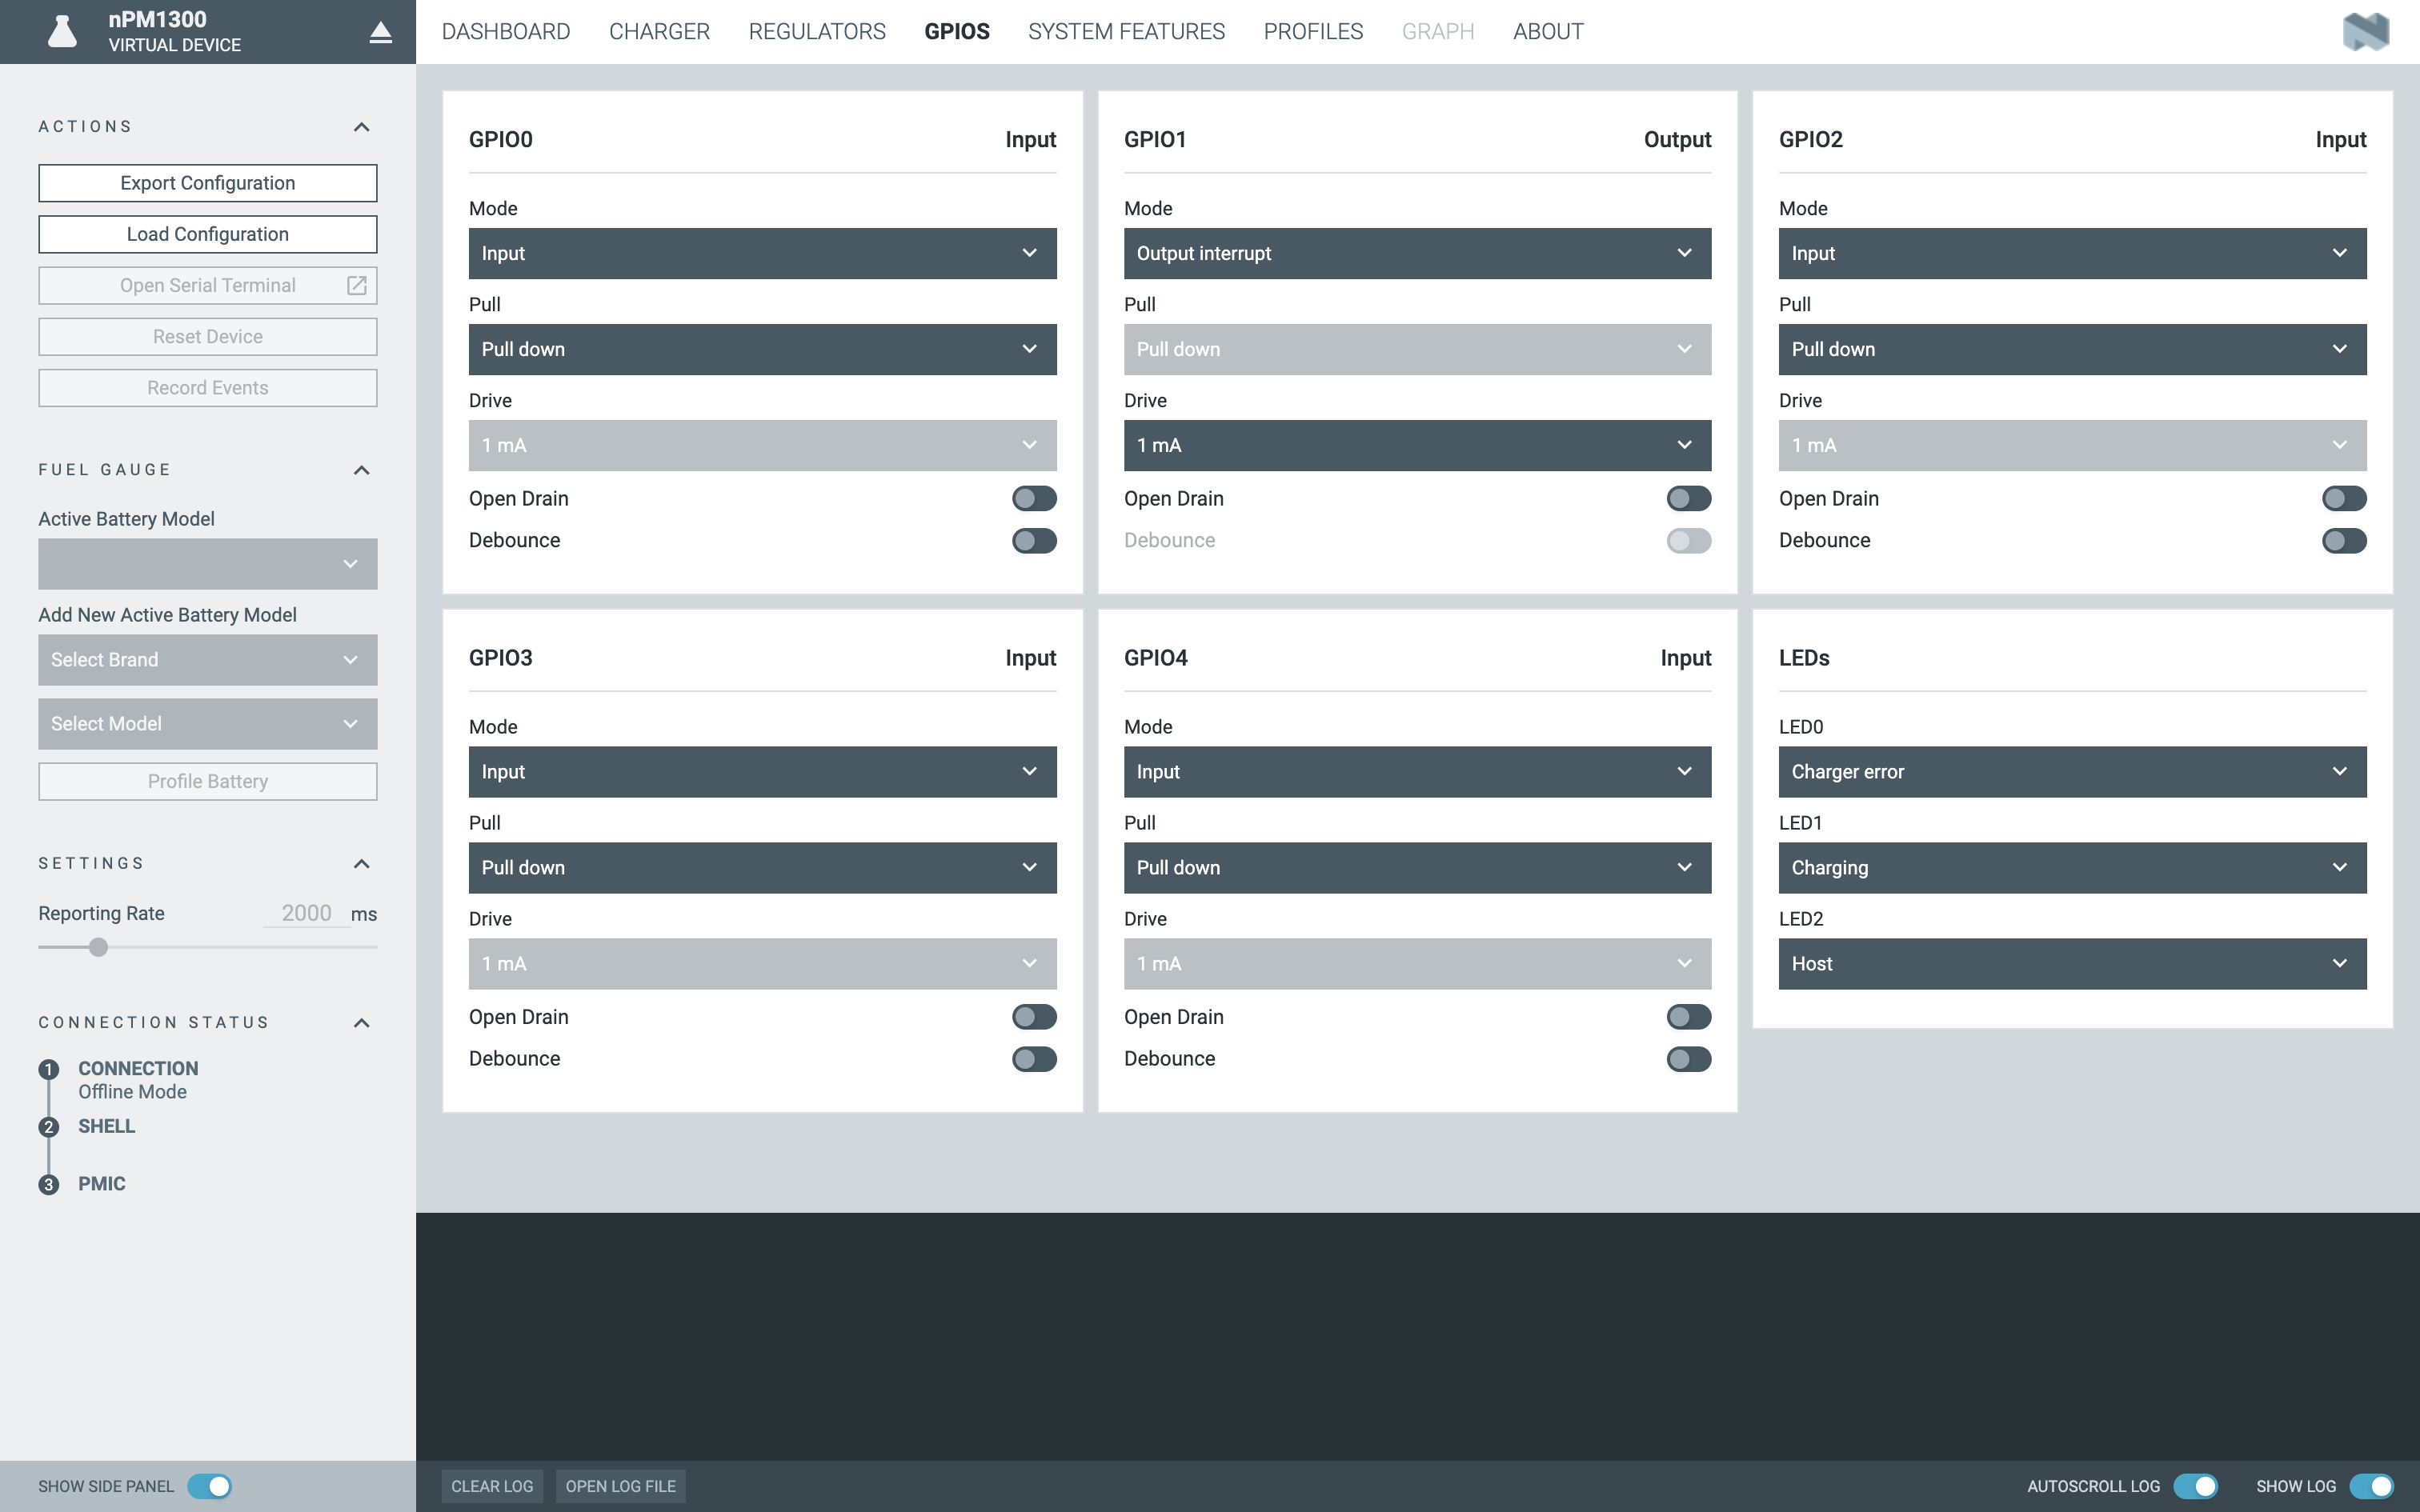 nPM1300
VIRTUAL DEVICE
DASHBOARD CHARGER REGULATORS GPIOS SYSTEM FEATURES PROFILES GRAPH ABOUT
ACTIONS
Export Configuration
Load Configuration
Open Serial Terminal
Reset Device
Record Events
FUEL GAUGE
Active Battery Model
Add New Active Battery Model
Select Brand
Select Model
Profile Battery
SETTINGS
Reporting Rate 2000 ms
CONNECTION STATUS
1 CONNECTION
Offline Mode
2 SHELL
3 PMIC
SHOW SIDE PANEL
GPIO0 Input
Mode
Input
Pull
Pull down
Drive
1 mA
Open Drain
Debounce
GPIO1 Output
Mode
Output interrupt
Pull
Pull down
Drive
1 mA
Open Drain
Debounce
GPIO2 Input
Mode
Input
Pull
Pull down
Drive
1 mA
Open Drain
Debounce
GPIO3 Input
Mode
Input
Pull
Pull down
Drive
1 mA
Open Drain
Debounce
GPIO4 Input
Mode
Input
Pull
Pull down
Drive
1 mA
Open Drain
Debounce
LEDs
LED0
Charger error
LED1
Charging
LED2
Host
CLEAR LOG OPEN LOG FILE AUTOSCROLL LOG SHOW LOG